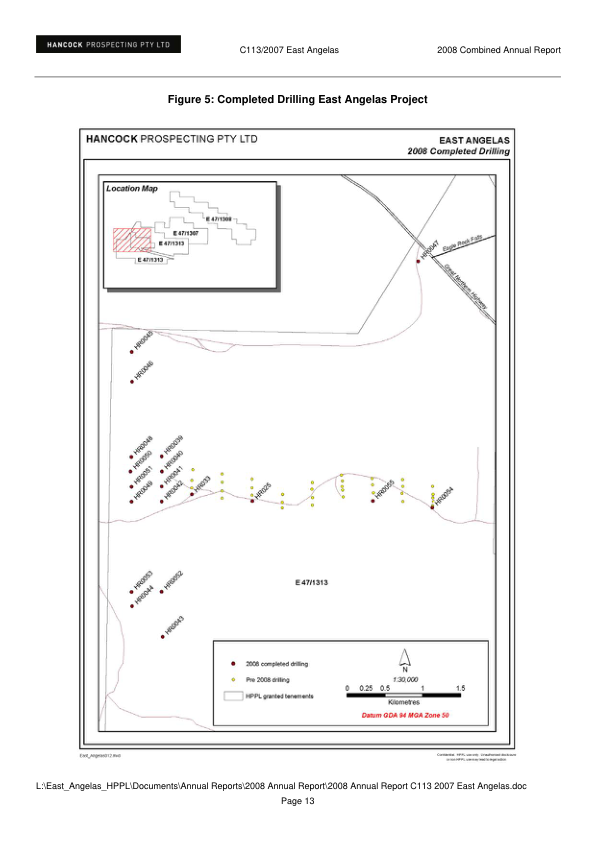 HANCOCK PROSPECTING PTY LTD
C113/2007 East Angelas
2008 Combined Annual Report
Figure 5: Completed Drilling East Angelas Project
HANCOCK PROSPECTING PTY LTD
EAST ANGELAS
2008 Completed Drilling
Location Map
E 47/1308
E 47/1307
E 47/1313
E 47/1313
HR0047
Eagle Rock Falls
Great Northern Highway
HR0045
HR0046
HR0048
HR0039
HR0050
HR0040
HR0051
HR0041
HR0049
HR0042
HR033
HR025
HR0055
HR0054
HR0053
HR0052
HR0044
HR0043
E 47/1313
2008 completed drilling
Pre 2008 drilling
HPPL granted tenements
N
1:30,000
0 0.25 0.5 1 1.5
Kilometres
Datum GDA 94 MGA Zone 50
L:\East_Angelas_HPPL\Documents\Annual Reports\2008 Annual Report\2008 Annual Report C113 2007 East Angelas.doc
Page 13